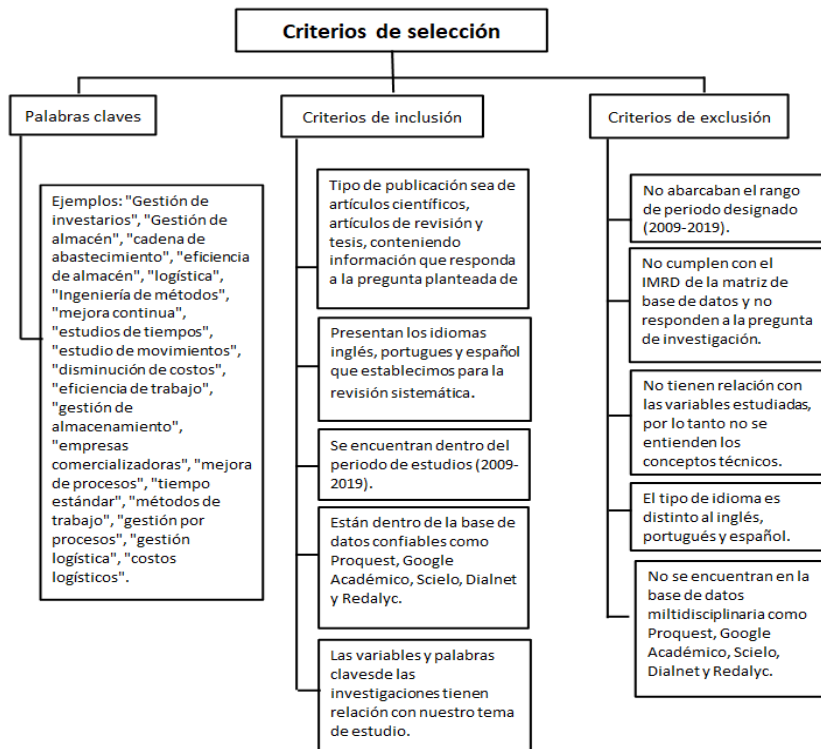 Criterios de selección
Palabras claves
Ejemplos: "Gestión de
investarios", "Gestión de
almacén", "cadena de
abastecimiento", "eficiencia
de almacén", "logística",
"Ingeniería de métodos",
"mejora continua",
"estudios de tiempos",
"estudio de movimientos",
"disminución de costos",
"eficiencia de trabajo",
"gestión de
almacenamiento",
"empresas
comercializadoras", "mejora
de procesos", "tiempo
estándar", "métodos de
trabajo", "gestión por
procesos", "gestión
logística", "costos
logísticos".
Criterios de inclusión
Tipo de publicación sea de
artículos científicos,
artículos de revisión y
tesis, conteniendo
información que responda
a la pregunta planteada de
Presentan los idiomas
inglés, portugues y español
que establecimos para la
revisión sistemática.
Se encuentran dentro del
periodo de estudios (2009-
2019).
Están dentro de la base de
datos confiables como
Proquest, Google
Académico, Scielo, Dialnet
y Redalyc.
Las variables y palabras
clavesde las
investigaciones tienen
relación con nuestro tema
de estudio.
Criterios de exclusión
No abarcaban el rango
de periodo designado
(2009-2019).
No cumplen con el
IMRD de la matriz de
base de datos y no
responden a la pregunta
de investigación.
No tienen relación con
las variables estudiadas,
por lo tanto no se
entienden los
conceptos técnicos.
El tipo de idioma es
distinto al inglés,
portugués y español.
No se encuentran en la
base de datos
miltidisciplinaria como
Proquest, Google
Académico, Scielo,
Dialnet y Redalyc.